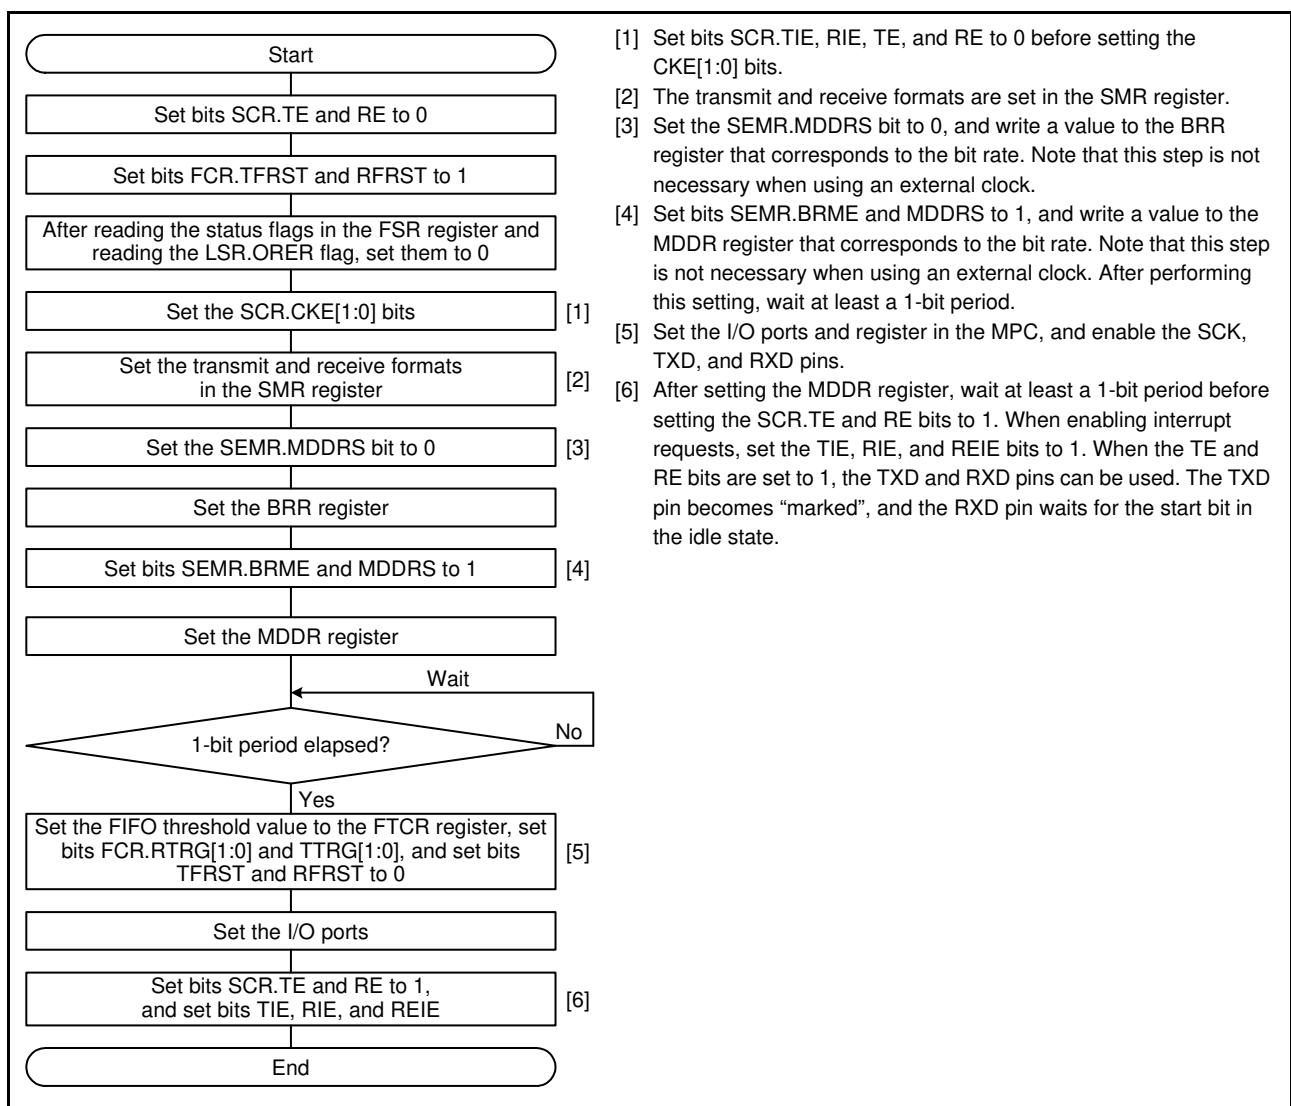 Start
Set bits SCR.TE and RE to 0
Set bits FCR.TFRST and RFRST to 1
After reading the status flags in the FSR register and
reading the LSR.ORER flag, set them to 0
Set the SCR.CKE[1:0] bits
[1]
Set the transmit and receive formats
in the SMR register
[2]
Set the SEMR.MDDRS bit to 0
[3]
Set the BRR register
Set bits SEMR.BRME and MDDRS to 1
[4]
Set the MDDR register
Wait
1-bit period elapsed?
No
Yes
Set the FIFO threshold value to the FTCR register, set
bits FCR.RTRG[1:0] and TTRG[1:0], and set bits
TFRST and RFRST to 0
[5]
Set the I/O ports
Set bits SCR.TE and RE to 1,
and set bits TIE, RIE, and REIE
[6]
End
[1] Set bits SCR.TIE, RIE, TE, and RE to 0 before setting the
CKE[1:0] bits.
[2] The transmit and receive formats are set in the SMR register.
[3] Set the SEMR.MDDRS bit to 0, and write a value to the BRR
register that corresponds to the bit rate. Note that this step is not
necessary when using an external clock.
[4] Set bits SEMR.BRME and MDDRS to 1, and write a value to the
MDDR register that corresponds to the bit rate. Note that this step
is not necessary when using an external clock. After performing
this setting, wait at least a 1-bit period.
[5] Set the I/O ports and register in the MPC, and enable the SCK,
TXD, and RXD pins.
[6] After setting the MDDR register, wait at least a 1-bit period before
setting the SCR.TE and RE bits to 1. When enabling interrupt
requests, set the TIE, RIE, and REIE bits to 1. When the TE and
RE bits are set to 1, the TXD and RXD pins can be used. The TXD
pin becomes “marked”, and the RXD pin waits for the start bit in
the idle state.